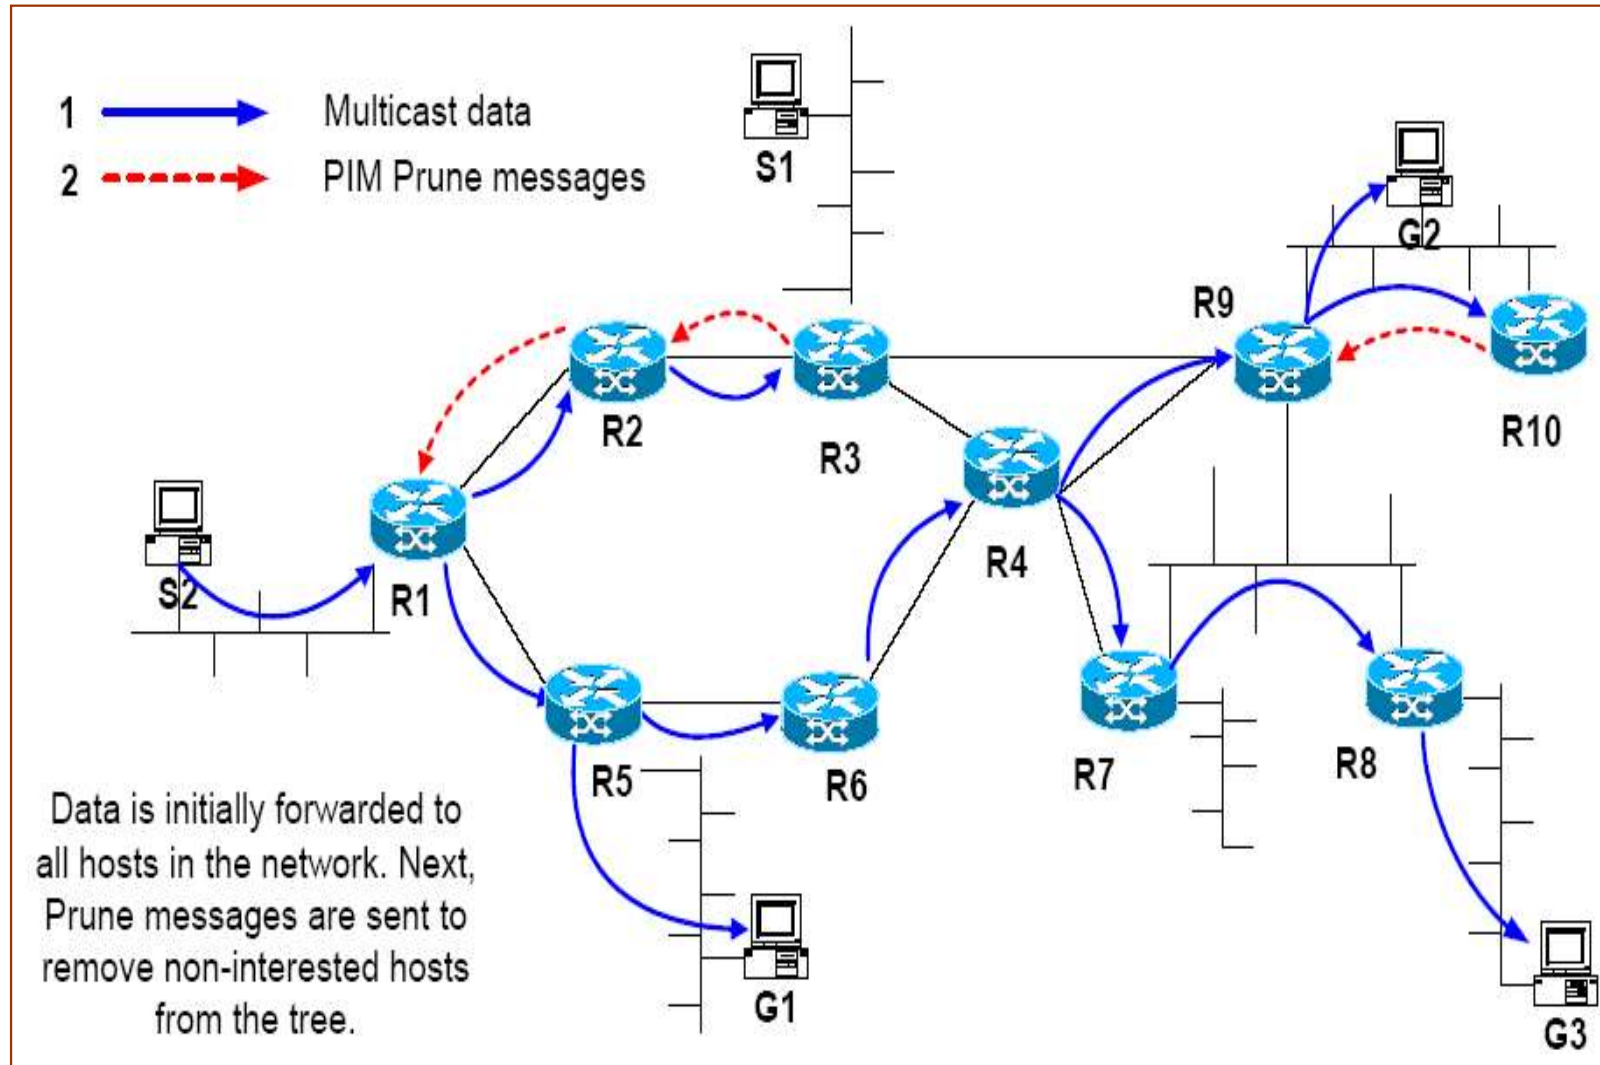 1 Multicast data
2 PIM Prune messages
S1
G2
R9
R2
R3
R10
R4
S2
R1
R5
R6
R7
R8
Data is initially forwarded to
all hosts in the network. Next,
Prune messages are sent to
remove non-interested hosts
from the tree.
G1
G3